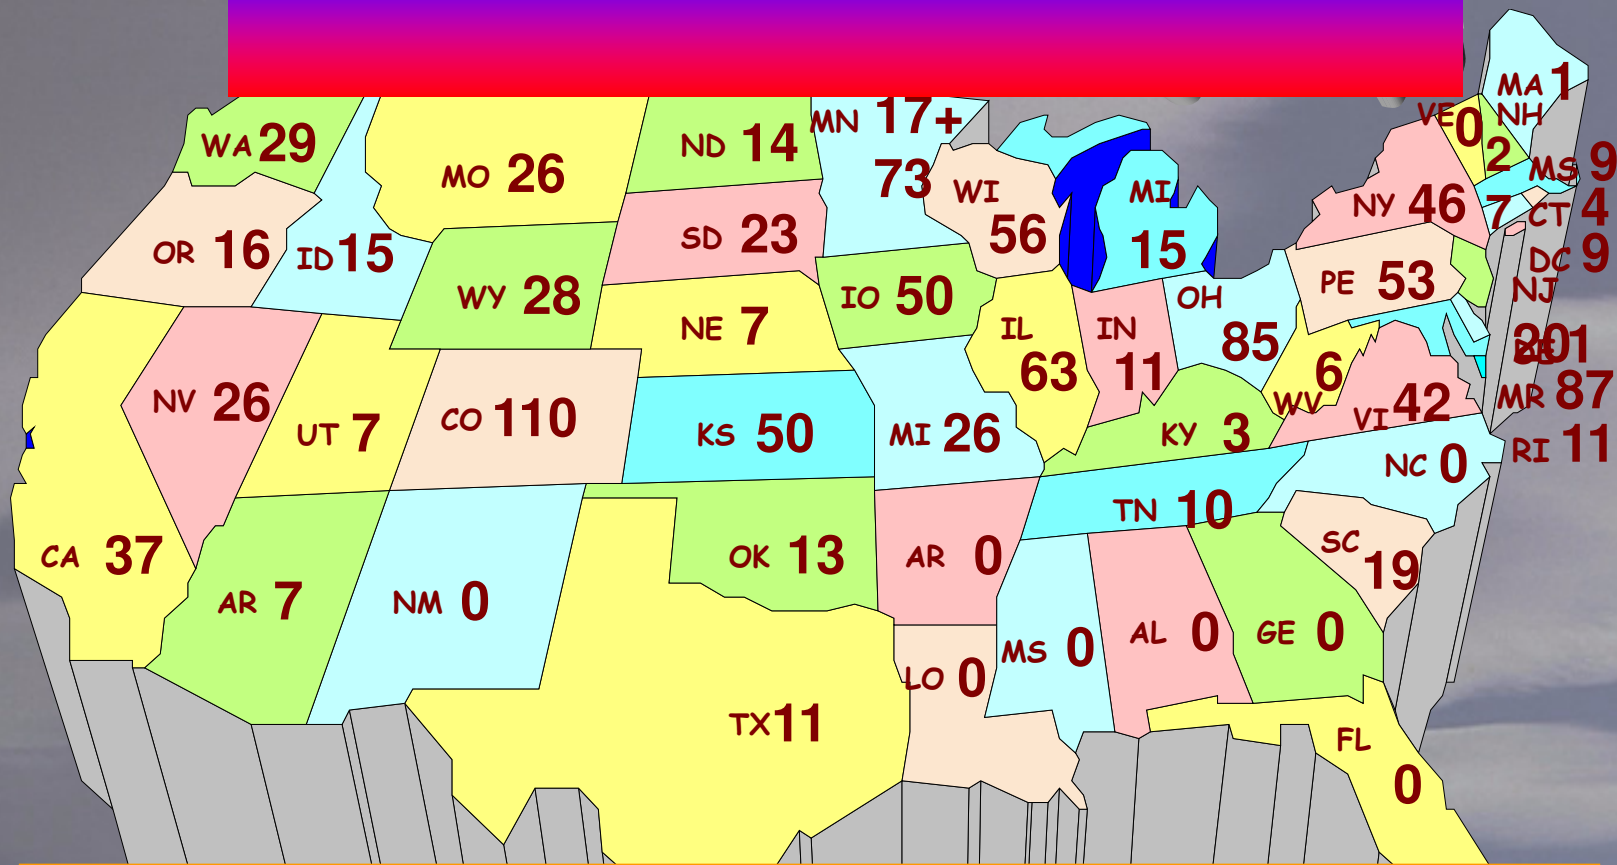 MA 1
VE 0
NH
2
WA 29
MO 26
ND 14
MN 17+
73
WI
56
MI
15
MS 9
NY 46
7
CT 4
OR 16
ID 15
SD 23
DC 9
WY 28
IO 50
PE 53
NJ
NE 7
IL
63
IN
11
OH
85
201
6
WV
MR 87
NV 26
UT 7
CO 110
KS 50
MI 26
KY 3
VI 42
RI 11
NC 0
TN 10
CA 37
AR 7
NM 0
OK 13
AR 0
SC
19
TX 11
LO 0
MS 0
AL 0
GE 0
FL
0